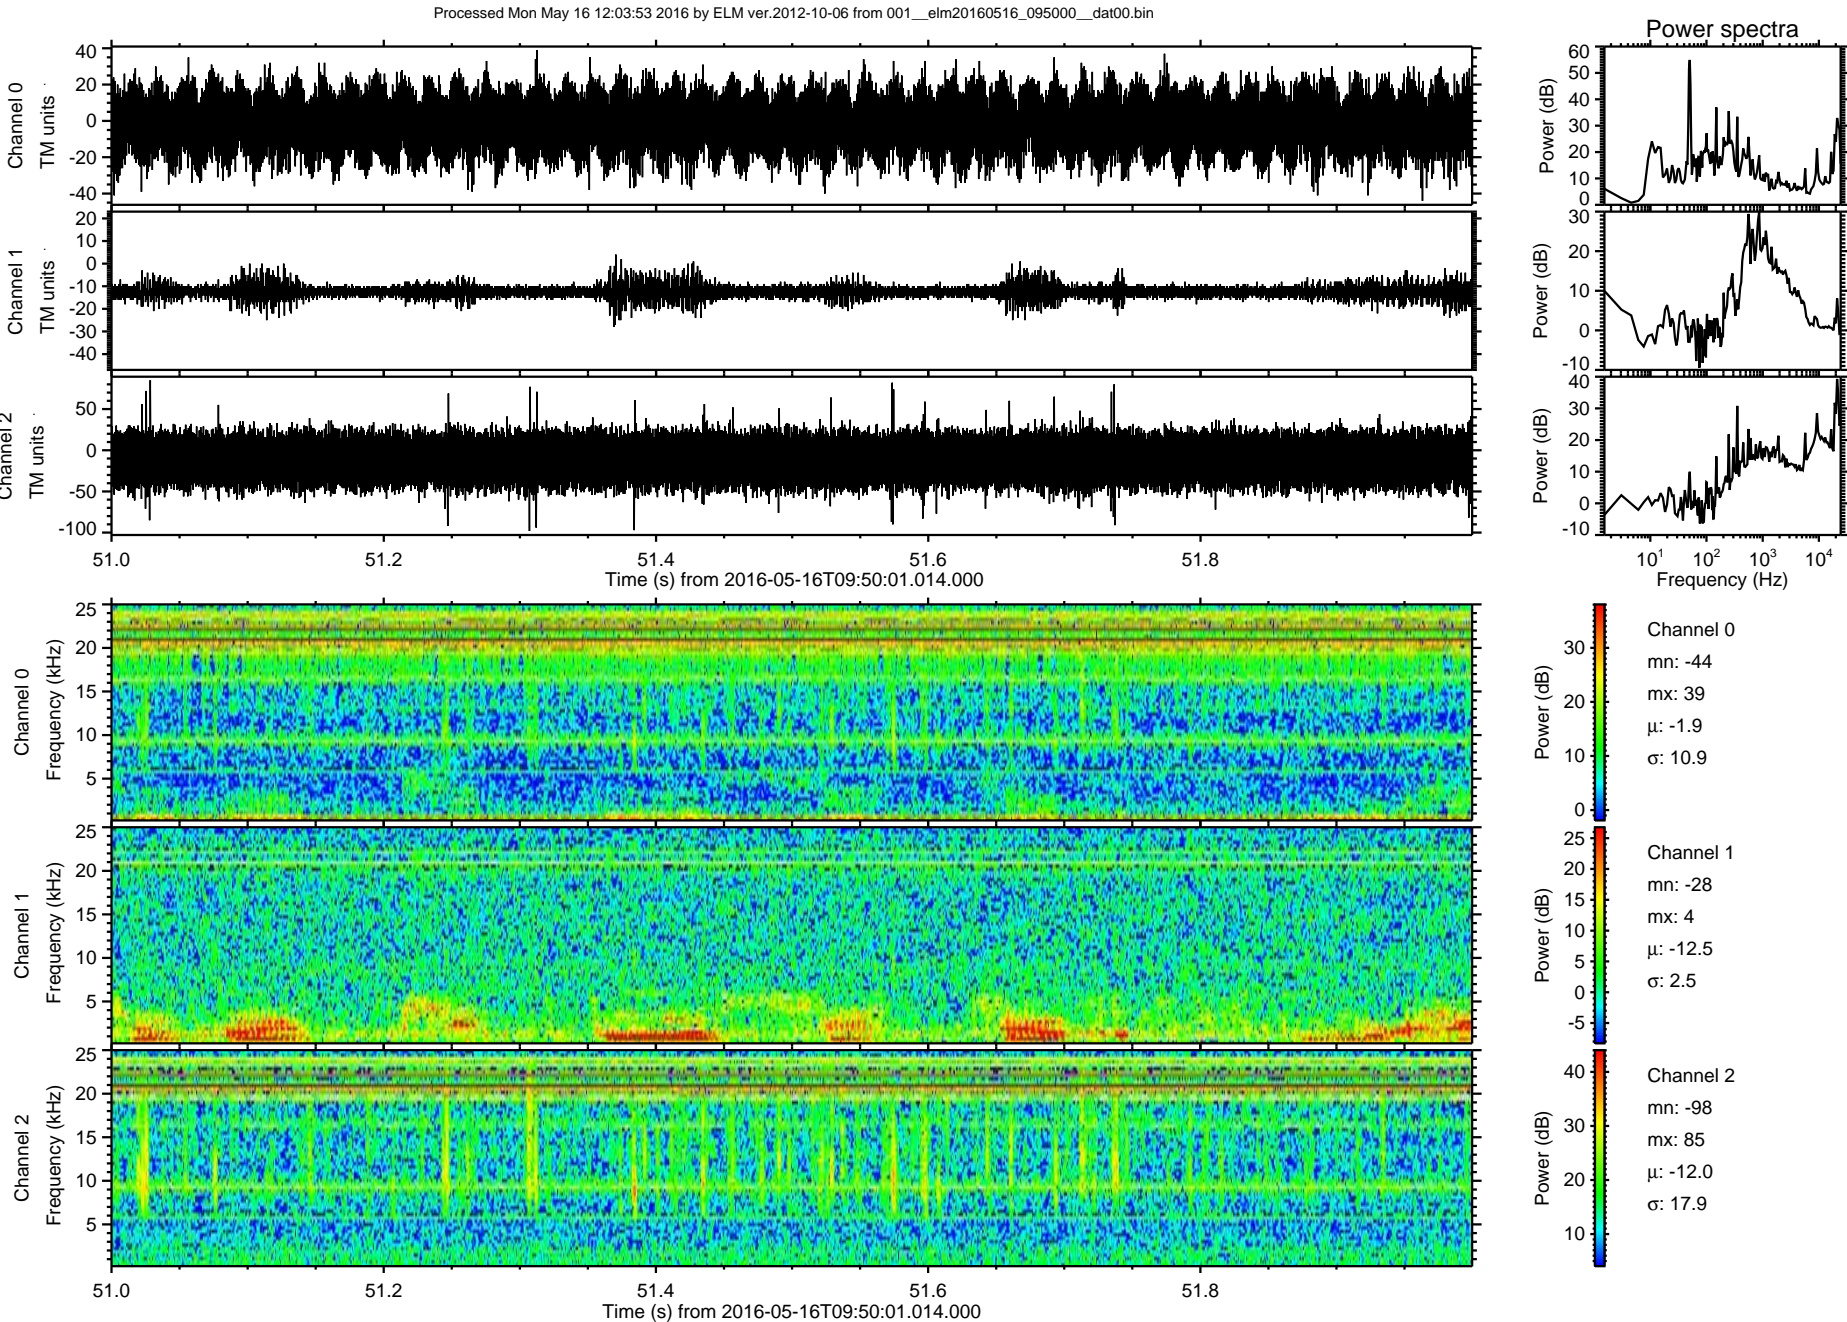 Processed Mon May 16 12:03:53 2016 by ELM ver.2012-10-06 from 001__elm20160516_095000__dat00.bin
Power spectra
Channel 0
TM units
40
20
0
-20
-40
Power (dB)
60
50
40
30
20
10
0
Channel 1
TM units
20
10
0
-10
-20
-30
-40
Power (dB)
30
20
10
0
-10
Channel 2
TM units
50
0
-50
-100
Power (dB)
40
30
20
10
0
-10
51.0 51.2 51.4 51.6 51.8
Time (s) from 2016-05-16T09:50:01.014.000
10¹ 10² 10³ 10⁴
Frequency (Hz)
Channel 0
Frequency (kHz)
25
20
15
10
5
Power (dB)
30
20
10
0
Channel 0
mn: -44
mx: 39
μ: -1.9
σ: 10.9
Channel 1
Frequency (kHz)
25
20
15
10
5
Power (dB)
25
20
15
10
5
0
-5
Channel 1
mn: -28
mx: 4
μ: -12.5
σ: 2.5
Channel 2
Frequency (kHz)
25
20
15
10
5
Power (dB)
40
30
20
10
Channel 2
mn: -98
mx: 85
μ: -12.0
σ: 17.9
51.0 51.2 51.4 51.6 51.8
Time (s) from 2016-05-16T09:50:01.014.000